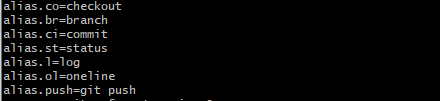 alias.co=checkout
alias.br=branch
alias.ci=commit
alias.st=status
alias.l=log
alias.ol=oneline
alias.push=git push